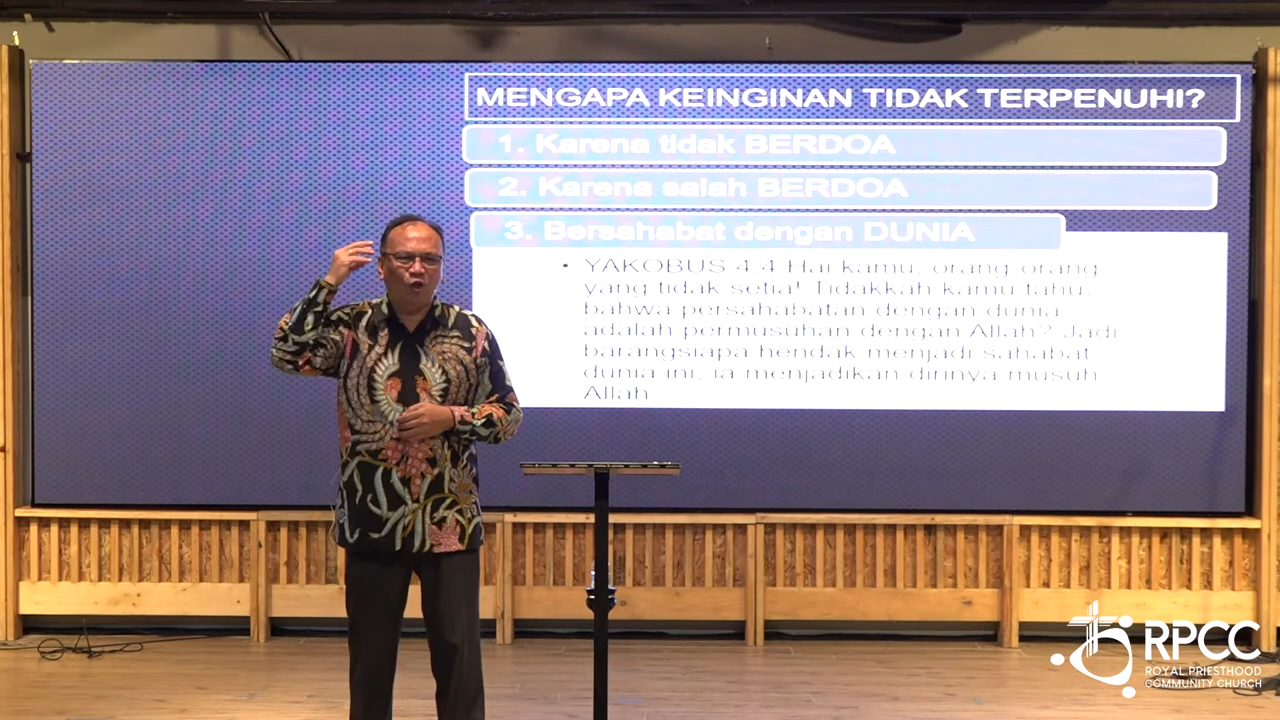 MENGAPA KEINGINAN TIDAK TERPENUHI?
1. Karena tidak BERDOA
2. Karena salah BERDOA
3. Bersahabat dengan DUNIA
• YAKOBUS 4.4 Hai kamu, orang-orang
yang tidak setia! Tidakkah kamu tahu,
bahwa persahabatan dengan dunia
adalah permusuhan dengan Allah? Jadi
barangsiapa hendak menjadi sahabat
dunia ini, ia menjadikan dirinya musuh
Allah
RPCC
ROYAL PRIESTHOOD
COMMUNITY CHURCH